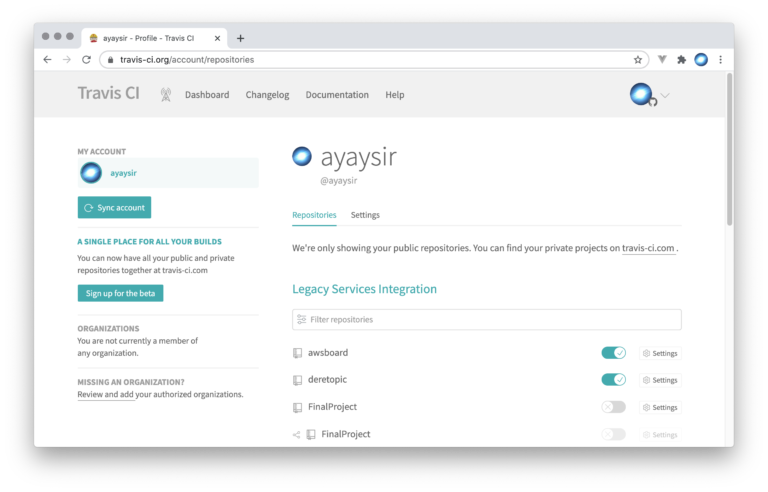 ayaysir - Profile - Travis CI
travis-ci.org/account/repositories
Travis CI
Dashboard
Changelog
Documentation
Help
MY ACCOUNT
ayaysir
Sync account
A SINGLE PLACE FOR ALL YOUR BUILDS
You can now have all your public and private
repositories together at travis-ci.com
Sign up for the beta
ORGANIZATIONS
You are not currently a member of
any organization.
MISSING AN ORGANIZATION?
Review and add your authorized organizations.
ayaysir
@ayaysir
Repositories
Settings
We're only showing your public repositories. You can find your private projects on travis-ci.com .
Legacy Services Integration
Filter repositories
awsboard
Settings
deretopic
Settings
FinalProject
Settings
FinalProject
Settings